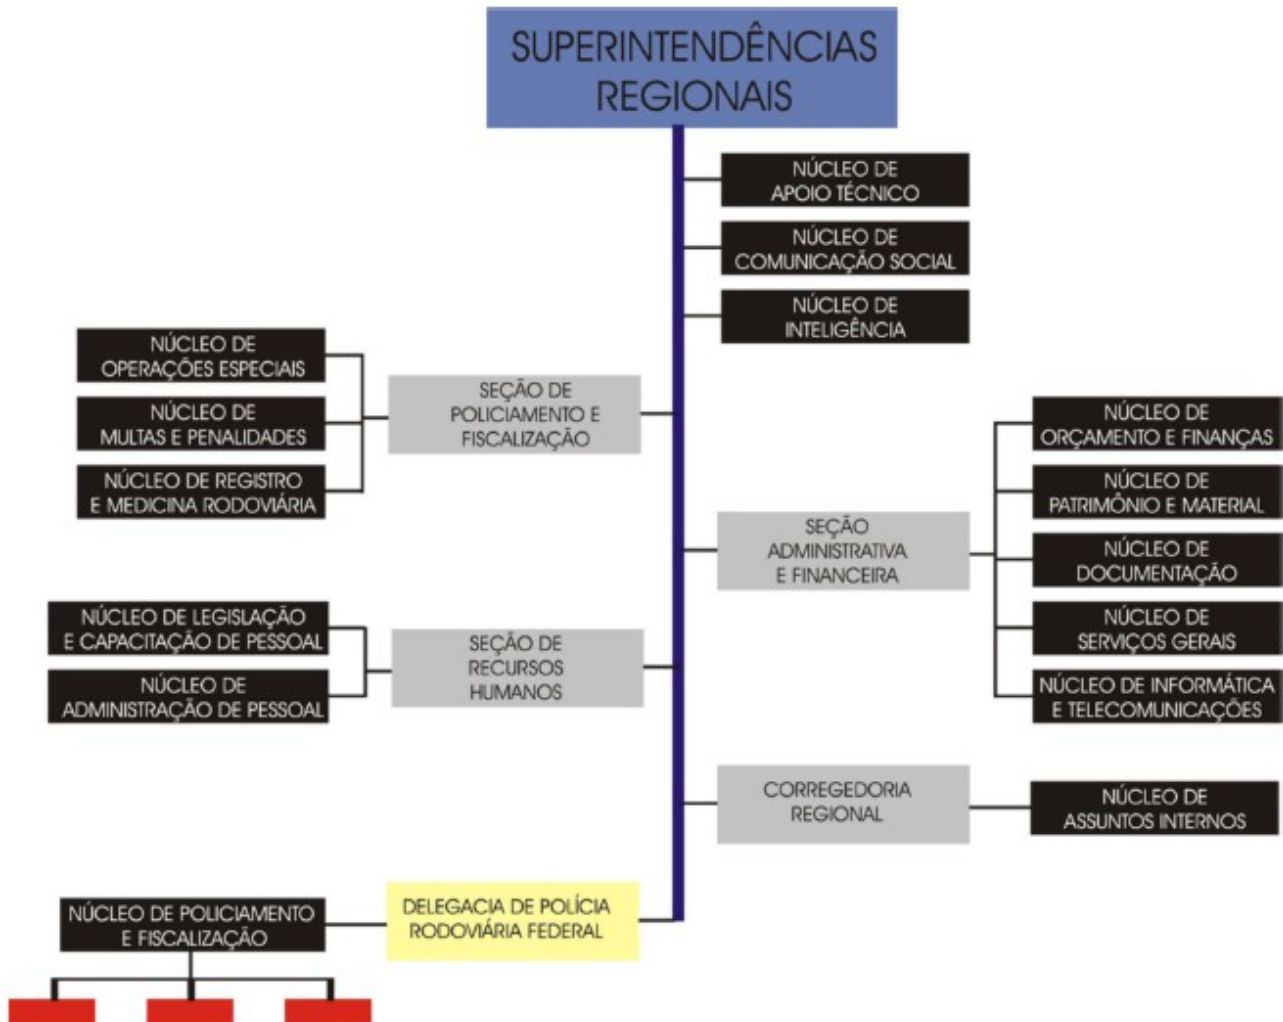 SUPERINTENDÊNCIAS
REGIONAIS
NÚCLEO DE
APOIO TÉCNICO
NÚCLEO DE
COMUNICAÇÃO SOCIAL
NÚCLEO DE
INTELIGÊNCIA
NÚCLEO DE
OPERAÇÕES ESPECIAIS
NÚCLEO DE
MULTAS E PENALIDADES
NÚCLEO DE REGISTRO
E MEDICINA RODOVIÁRIA
SEÇÃO DE
POLICIAMENTO E
FISCALIZAÇÃO
SEÇÃO
ADMINISTRATIVA
E FINANCEIRA
NÚCLEO DE
ORÇAMENTO E FINANÇAS
NÚCLEO DE
PATRIMÔNIO E MATERIAL
NÚCLEO DE
DOCUMENTAÇÃO
NÚCLEO DE
SERVIÇOS GERAIS
NÚCLEO DE INFORMÁTICA
E TELECOMUNICAÇÕES
NÚCLEO DE LEGISLAÇÃO
E CAPACITAÇÃO DE PESSOAL
NÚCLEO DE
ADMINISTRAÇÃO DE PESSOAL
SEÇÃO DE
RECURSOS
HUMANOS
CORREGEDORIA
REGIONAL
NÚCLEO DE
ASSUNTOS INTERNOS
NÚCLEO DE POLICIAMENTO
E FISCALIZAÇÃO
DELEGACIA DE POLÍCIA
RODOVIÁRIA FEDERAL